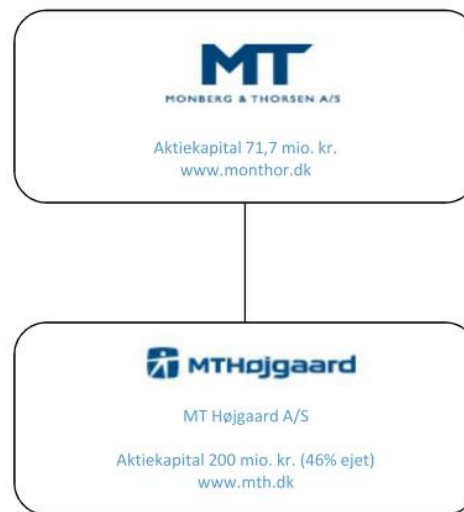 MT
MONBERG & THORSEN A/S
Aktiekapital 71,7 mio. kr.
www.monthor.dk
MTHøjgaard
MT Højgaard A/S
Aktiekapital 200 mio. kr. (46% ejet)
www.mth.dk